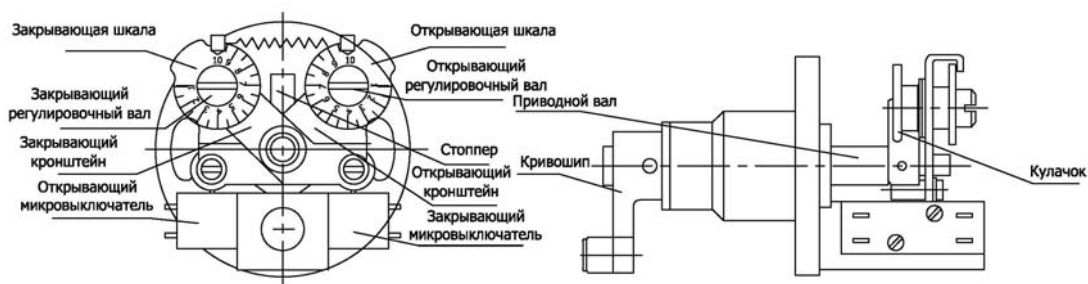 Закрывающая шкала
Закрывающий
регулировочный вал
Закрывающий
кронштейн
Открывающий
микровыключатель
Открывающая шкала
Открывающий
регулировочный вал
Приводной вал
Стоппер
Открывающий
кронштейн
Закрывающий
микровыключатель
Кривошип
Кулачок